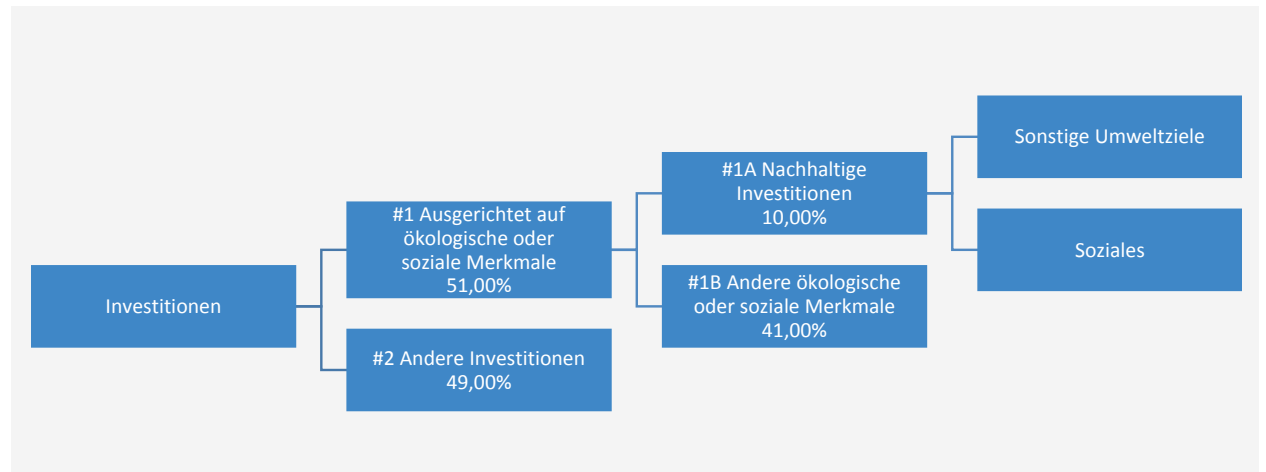 Investitionen
#1 Ausgerichtet auf
ökologische oder
soziale Merkmale
51,00%
#2 Andere Investitionen
49,00%
#1A Nachhaltige
Investitionen
10,00%
#1B Andere ökologische
oder soziale Merkmale
41,00%
Sonstige Umweltziele
Soziales